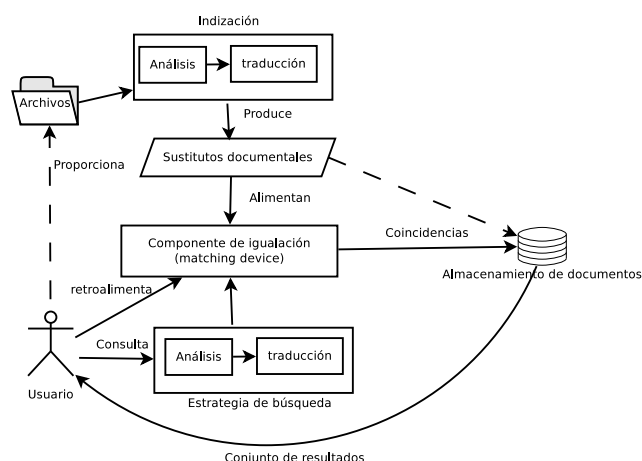 Indización
Análisis
traducción
Archivos
Produce
Proporciona
Sustitutos documentales
Alimentan
Componente de igualación
(matching device)
Coincidencias
Almacenamiento de documentos
retroalimenta
Consulta
Análisis
traducción
Usuario
Estrategia de búsqueda
Conjunto de resultados